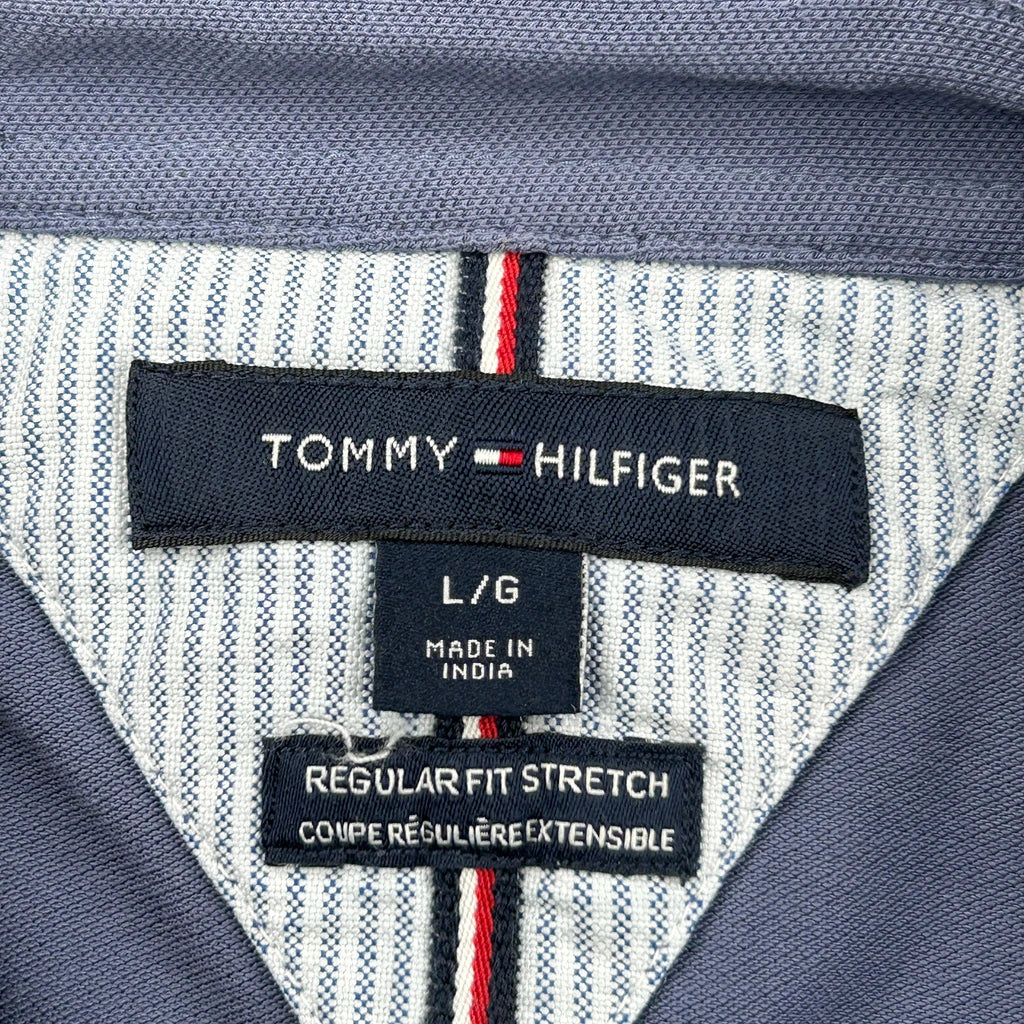 TOMMY HILFIGER
L/G
MADE IN
INDIA
REGULAR FIT STRETCH
COUPE RÉGULIÈRE EXTENSIBLE